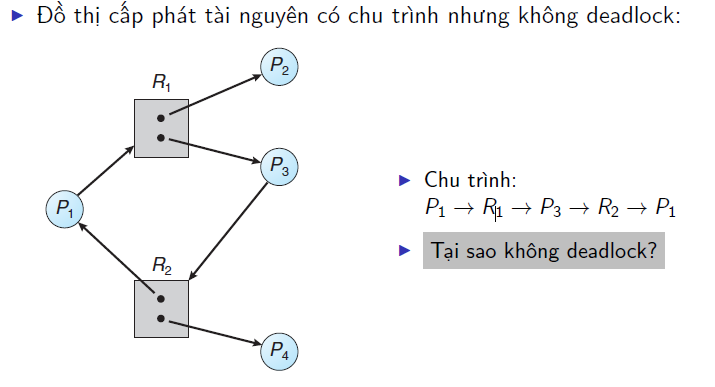 Đồ thị cấp phát tài nguyên có chu trình nhưng không deadlock:
P2
R1
P3
Chu trình:
P1 → R1 → P3 → R2 → P1
P1
Tại sao không deadlock?
R2
P4